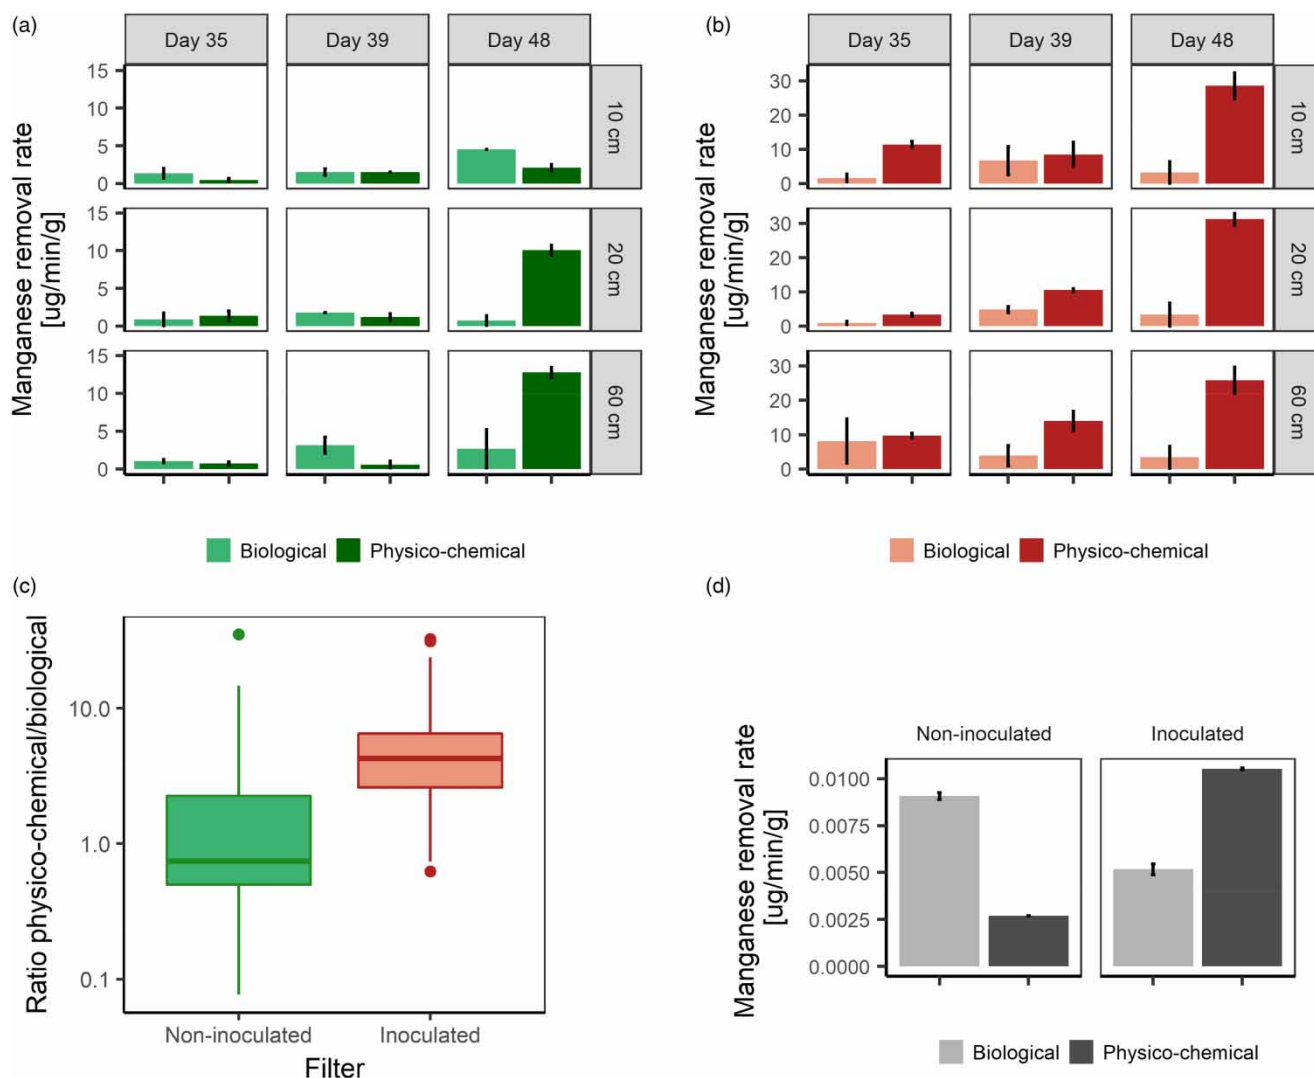 (a)
Day 35 Day 39 Day 48
Manganese removal rate
[ug/min/g]
15
10
5
0
10 cm
15
10
5
0
20 cm
15
10
5
0
60 cm
Biological Physico-chemical
(b)
Day 35 Day 39 Day 48
Manganese removal rate
[ug/min/g]
30
20
10
0
10 cm
30
20
10
0
20 cm
30
20
10
0
60 cm
Biological Physico-chemical
(c)
Ratio physico-chemical/biological
10.0
1.0
0.1
Non-inoculated Inoculated
Filter
(d)
Non-inoculated Inoculated
Manganese removal rate
[ug/min/g]
0.0100
0.0075
0.0050
0.0025
0.0000
Biological Physico-chemical